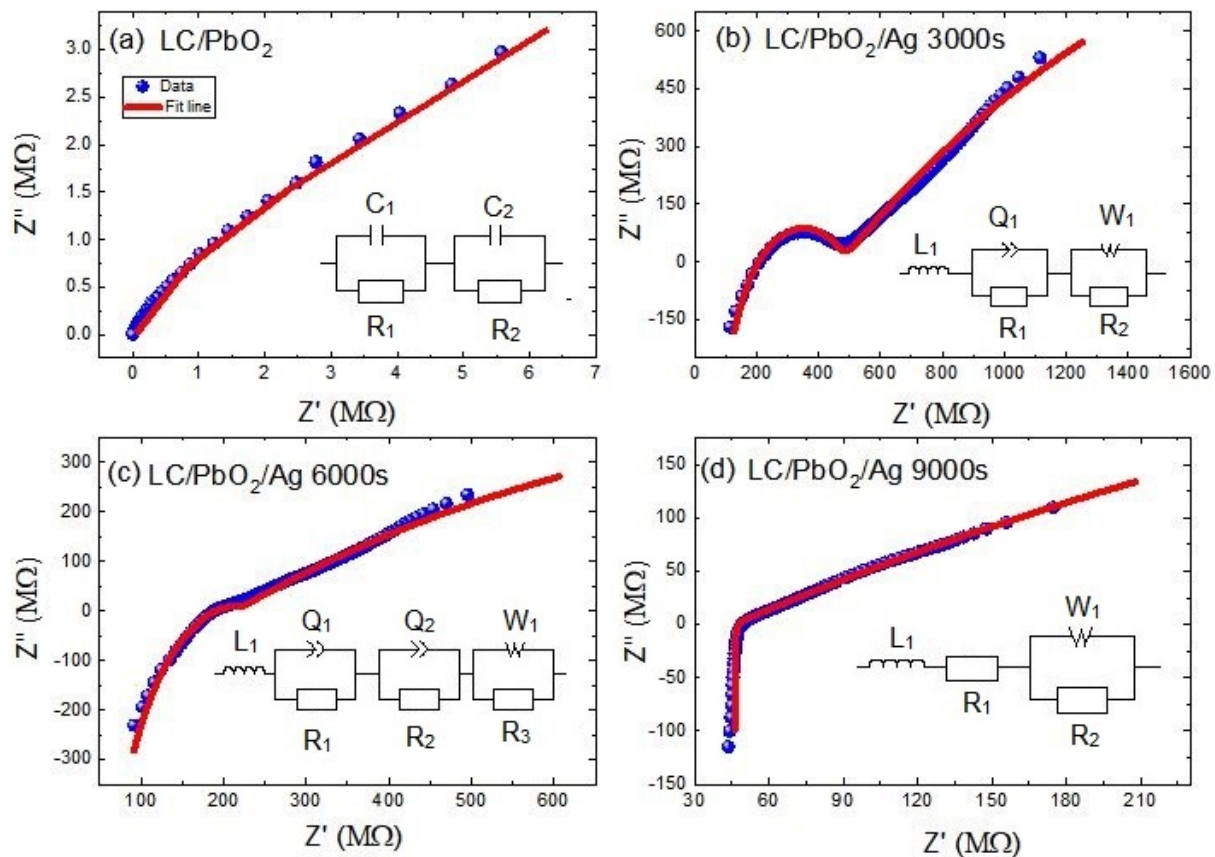 (a) LC/PbO₂
Data
Fit line
Z'' (MΩ)
3.0
2.5
2.0
1.5
1.0
0.5
0.0
C₁
C₂
R₁
R₂
0 1 2 3 4 5 6 7
Z' (MΩ)
(b) LC/PbO₂/Ag 3000s
Z'' (MΩ)
600
450
300
150
0
-150
L₁
Q₁
W₁
R₁
R₂
0 200 400 600 800 1000 1200 1400 1600
Z' (MΩ)
(c) LC/PbO₂/Ag 6000s
Z'' (MΩ)
300
200
100
0
-100
-200
-300
L₁
Q₁
Q₂
W₁
R₁
R₂
R₃
100 200 300 400 500 600
Z' (MΩ)
(d) LC/PbO₂/Ag 9000s
Z'' (MΩ)
150
100
50
0
-50
-100
-150
L₁
R₁
W₁
R₂
30 60 90 120 150 180 210
Z' (MΩ)